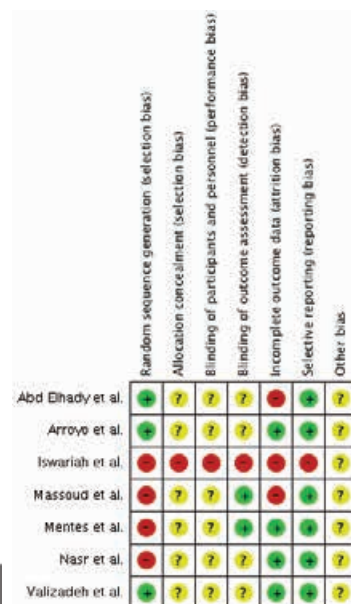 Random sequence generation (selection bias)
Allocation concealment (selection bias)
Blinding of participants and personnel (performance bias)
Blinding of outcome assessment (detection bias)
Incomplete outcome data (attrition bias)
Selective reporting (reporting bias)
Other bias
Abd Elhady et al. + ? ? ? - + ?
Arroyo et al. + ? ? ? + + ?
Iswariah et al. - - - - - - ?
Massoud et al. - ? ? + - + ?
Mentes et al. - ? ? + + + ?
Nasr et al. - ? ? ? + + ?
Valizadeh et al. + ? ? ? + + ?